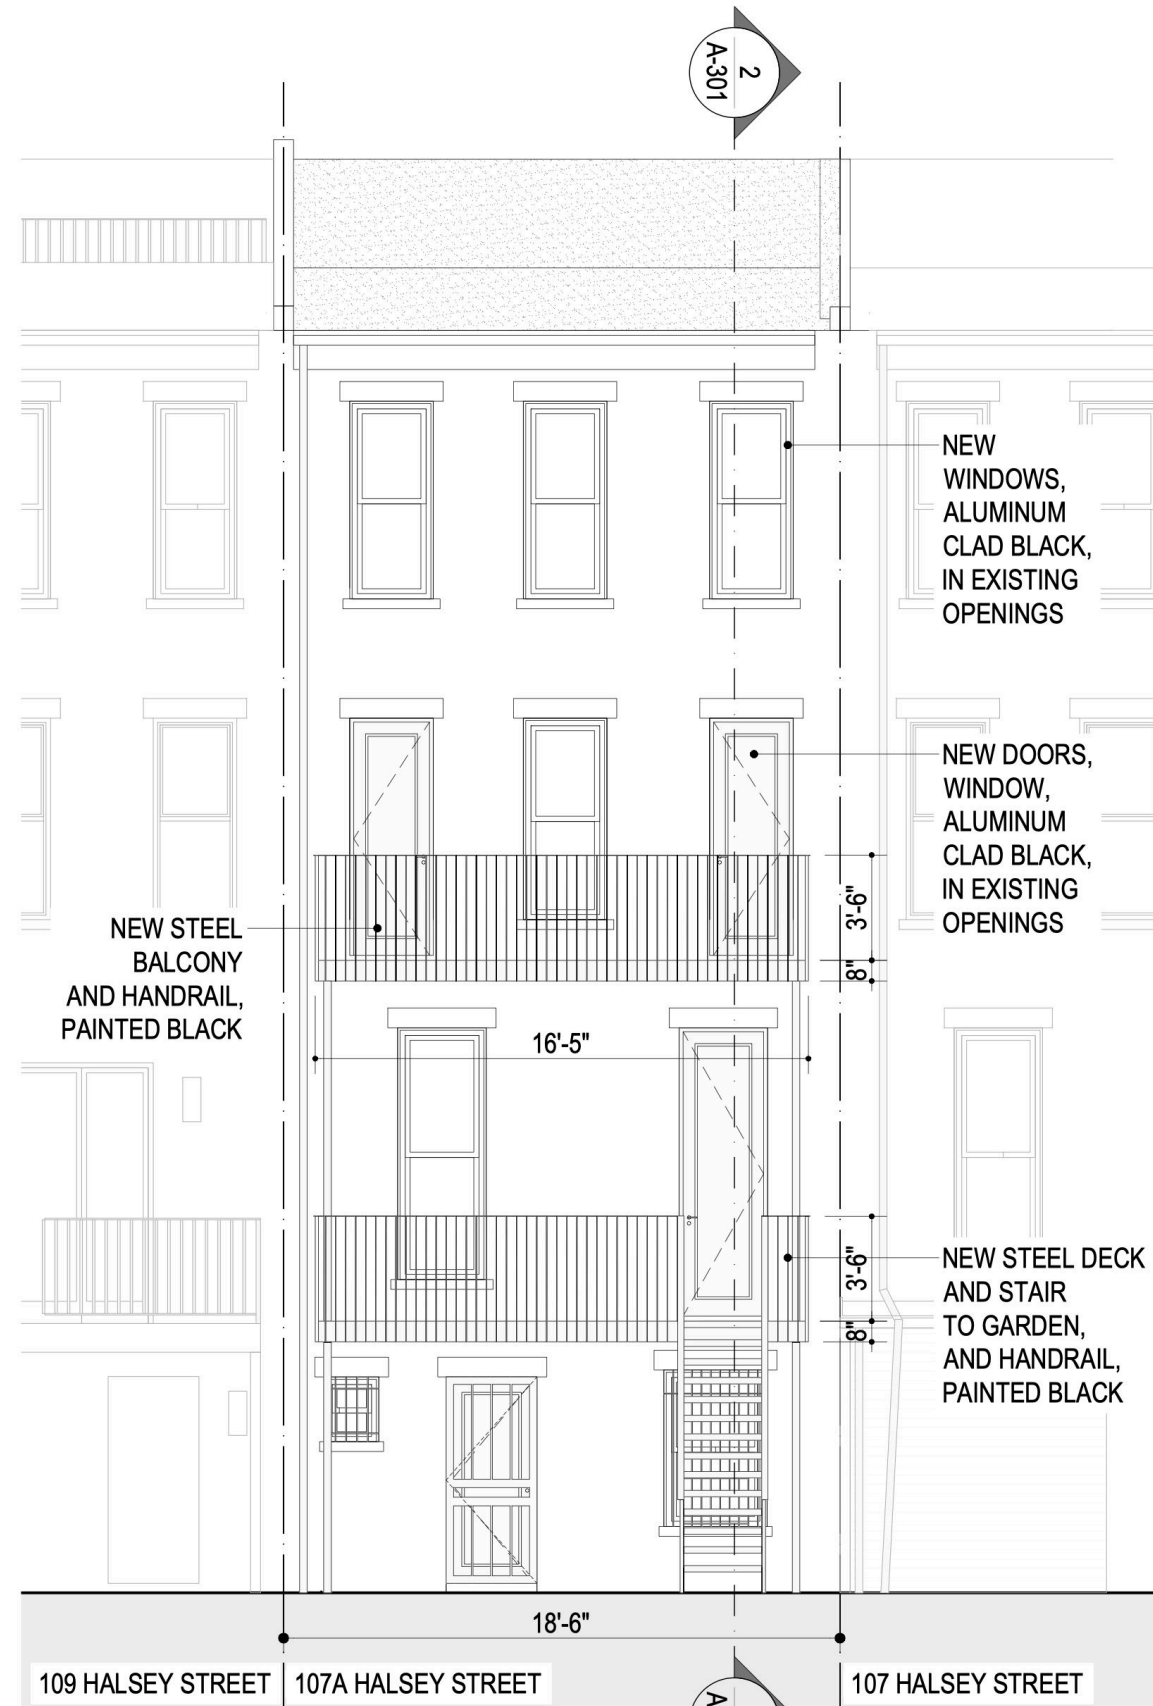 2
A-301
NEW
WINDOWS,
ALUMINUM
CLAD BLACK,
IN EXISTING
OPENINGS
NEW DOORS,
WINDOW,
ALUMINUM
CLAD BLACK,
IN EXISTING
OPENINGS
3'-6"
8"
NEW STEEL
BALCONY
AND HANDRAIL,
PAINTED BLACK
16'-5"
3'-6"
8"
NEW STEEL DECK
AND STAIR
TO GARDEN,
AND HANDRAIL,
PAINTED BLACK
18'-6"
109 HALSEY STREET
107A HALSEY STREET
107 HALSEY STREET